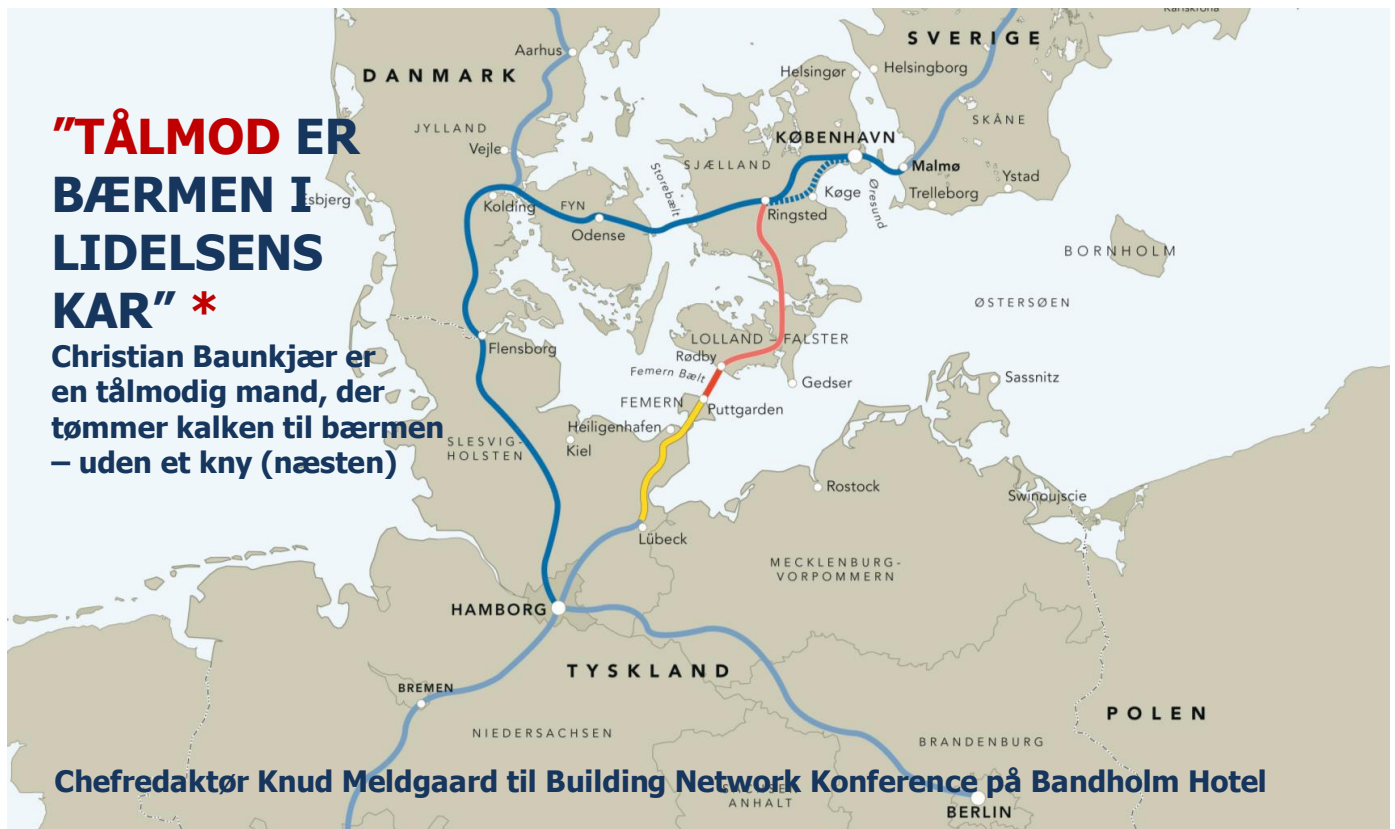 Karlskrona
SVERIGE
Aarhus
Helsingør
Helsingborg
DANMARK
SKÅNE
JYLLAND
KØBENHAVN
Vejle
SJÆLLAND
Malmø
Ystad
Storebælt
Køge
Øresund
Trelleborg
Esbjerg
Kolding
FYN
Ringsted
Odense
BORNHOLM
ØSTERSØEN
"TÅLMOD ER
BÆRMEN I
LIDELSENS
KAR" *
Christian Baunkjær er
en tålmodig mand, der
tømmer kalken til bærmen
– uden et kny (næsten)
LOLLAND – FALSTER
Flensborg
Rødby
Femern Bælt
Gedser
Sassnitz
FEMERN
Puttgarden
Heiligenhafen
SLESVIG-
HOLSTEN
Kiel
Rostock
Swinoujscie
Lübeck
MECKLENBURG-
VORPOMMERN
HAMBORG
TYSKLAND
BREMEN
POLEN
NIEDERSACHSEN
BRANDENBURG
Chefredaktør Knud Meldgaard til Building Network Konference på Bandholm Hotel
SACHSEN
ANHALT
BERLIN